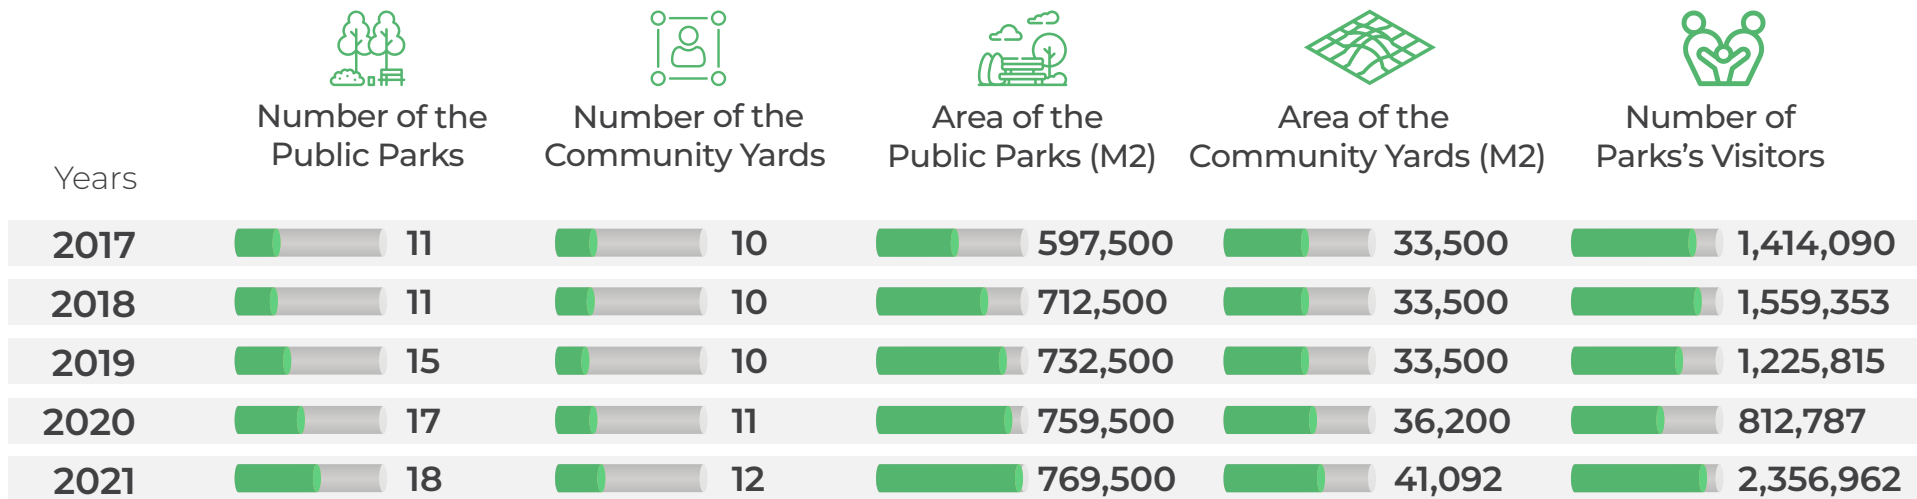 Number of the
Public Parks
Number of the
Community Yards
Area of the
Public Parks (M2)
Area of the
Community Yards (M2)
Number of
Parks's Visitors
Years
2017 11 10 597,500 33,500 1,414,090
2018 11 10 712,500 33,500 1,559,353
2019 15 10 732,500 33,500 1,225,815
2020 17 11 759,500 36,200 812,787
2021 18 12 769,500 41,092 2,356,962